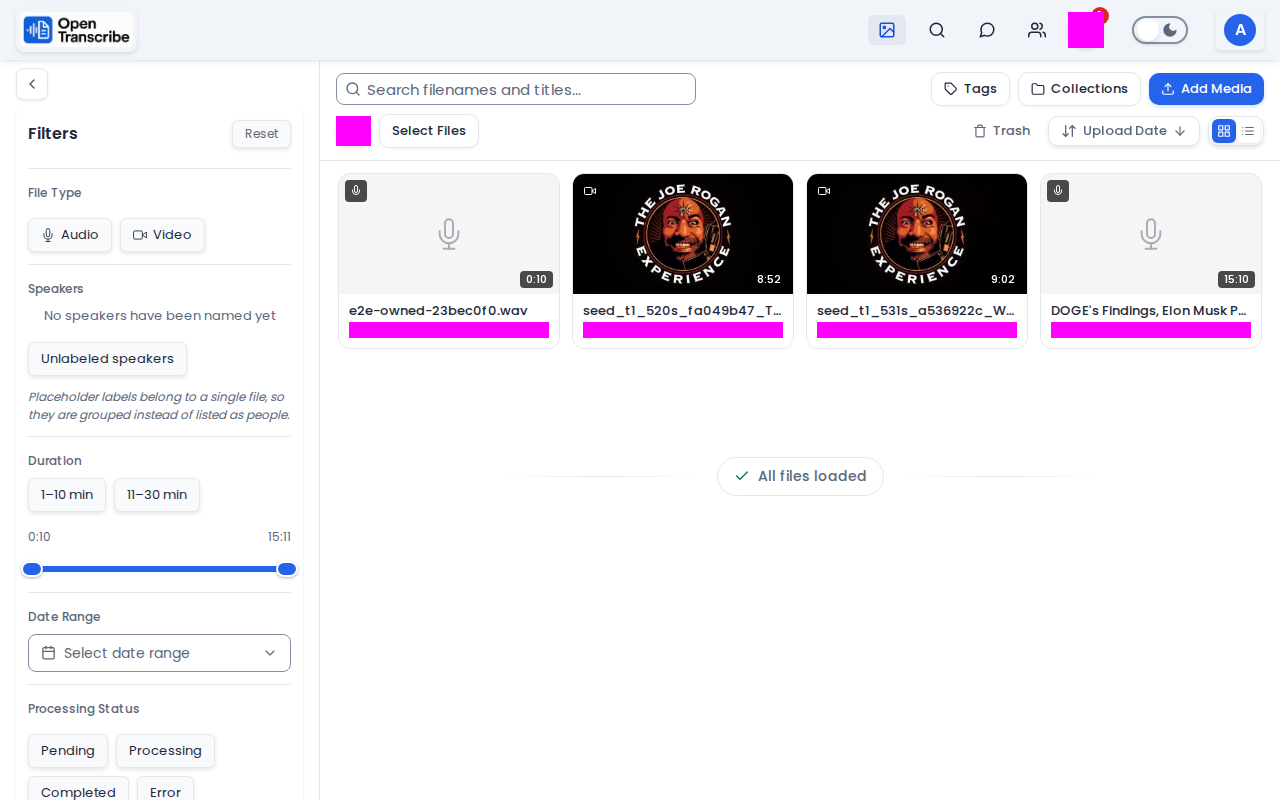 Open
Transcribe
A
Filters
Reset
File Type
Audio
Video
Speakers
No speakers have been named yet
Unlabeled speakers
Placeholder labels belong to a single file, so
they are grouped instead of listed as people.
Duration
1–10 min
11–30 min
0:10
15:11
Date Range
Select date range
Processing Status
Pending
Processing
Completed
Error
Search filenames and titles...
Tags
Collections
Add Media
Select Files
Trash
Upload Date
0:10
e2e-owned-23bec0f0.wav
THE JOE ROGAN
EXPERIENCE
8:52
seed_t1_520s_fa049b47_T...
THE JOE ROGAN
EXPERIENCE
9:02
seed_t1_531s_a536922c_W...
15:10
DOGE's Findings, Elon Musk P...
All files loaded